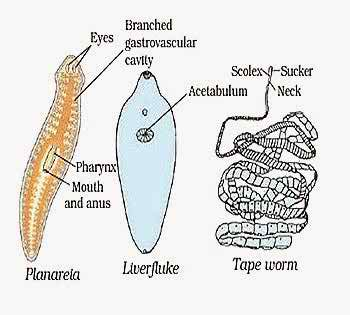 Eyes
Branched
gastrovascular
cavity
Pharynx
Mouth
and anus
Planareia
Acetabulum
Liverfluke
Scolex
Sucker
Neck
Tape worm